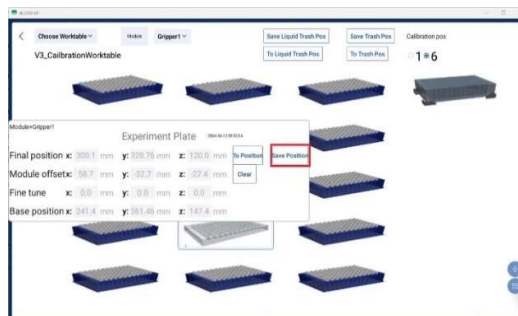 Choose Worktable
Module
Gripper1
Save Liquid Trash Pos
Save Trash Pos
Calibration pos
V3_CailbrationWorktable
To Liquid Trash Pos
To Trash Pos
1 6
Module+Gripper1
Experiment Plate
Final position x: 300.1 mm y: 328.76 mm z: 120.0 mm To Position Save Position
Module offset x: 58.7 mm y: -32.7 mm z: -27.4 mm Clear
Fine tune x: 0.0 mm y: 0.0 mm z: 0.0 mm
Base position x: 241.4 mm y: 361.46 mm z: 147.4 mm